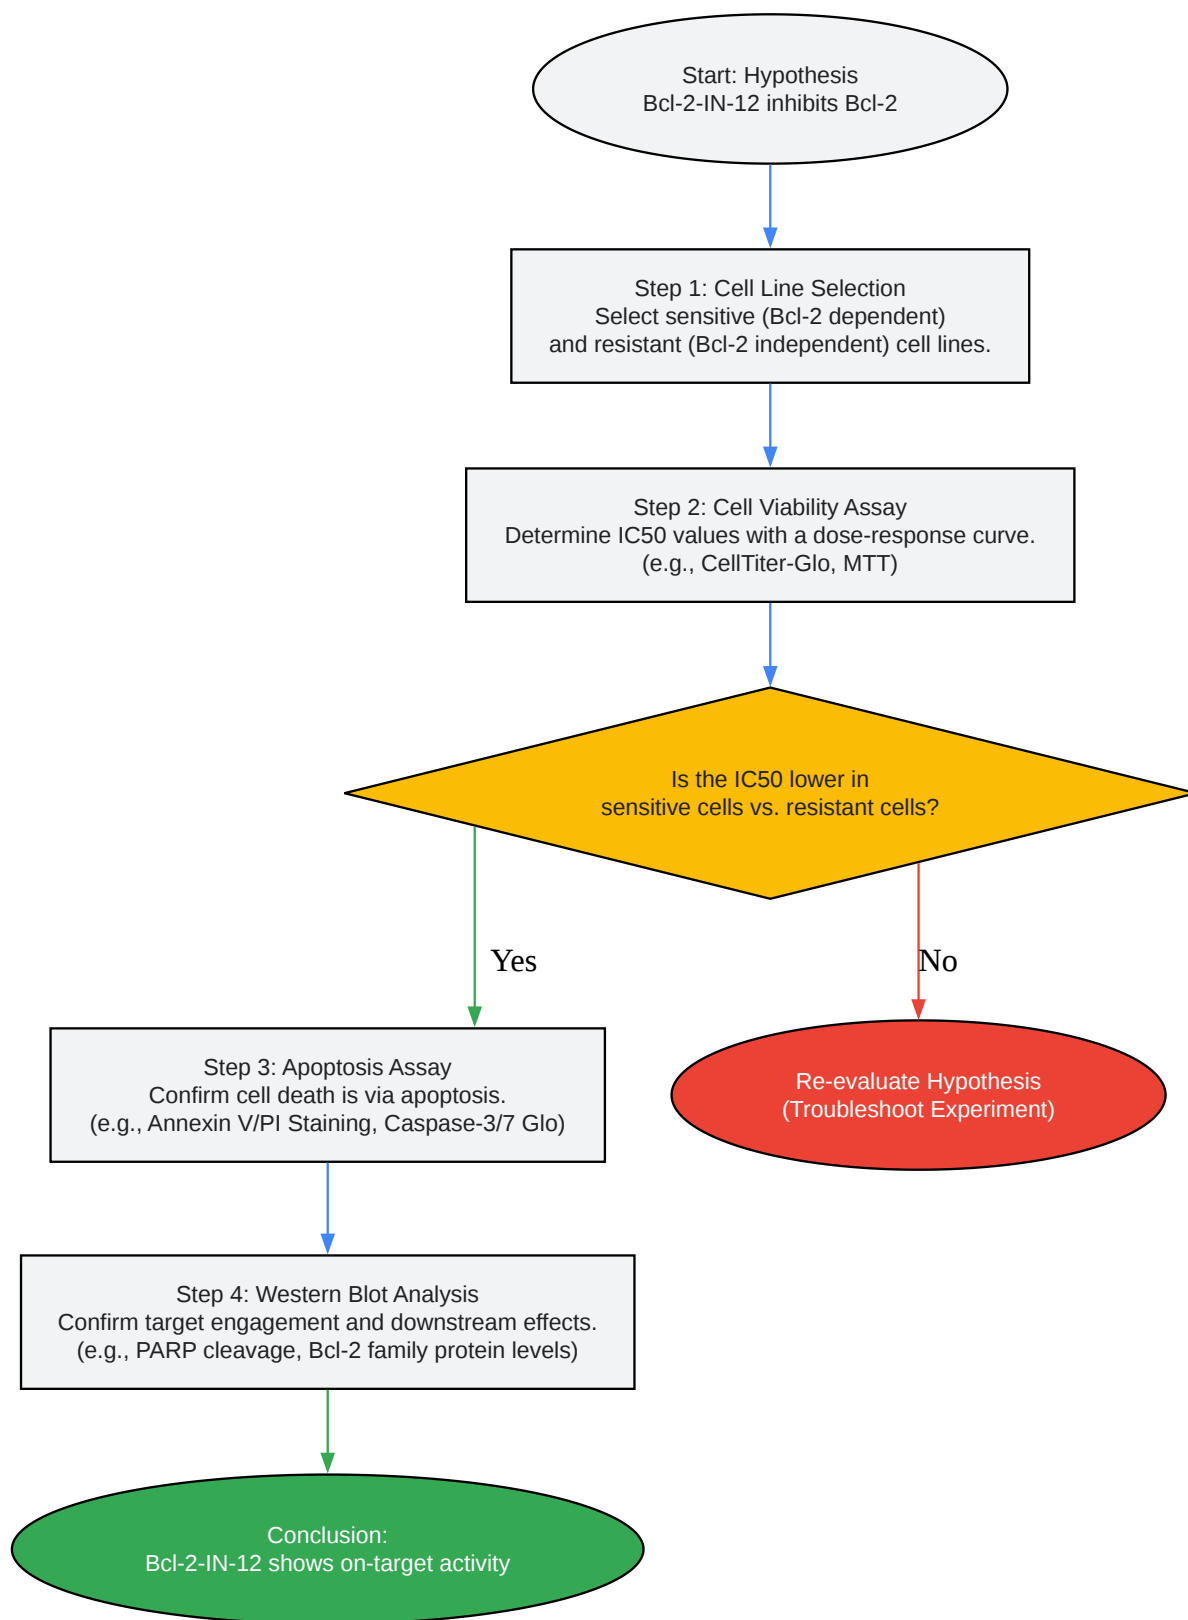 Start: Hypothesis
Bcl-2-IN-12 inhibits Bcl-2
Step 1: Cell Line Selection
Select sensitive (Bcl-2 dependent)
and resistant (Bcl-2 independent) cell lines.
Step 2: Cell Viability Assay
Determine IC50 values with a dose-response curve.
(e.g., CellTiter-Glo, MTT)
Is the IC50 lower in
sensitive cells vs. resistant cells?
Yes
No
Step 3: Apoptosis Assay
Confirm cell death is via apoptosis.
(e.g., Annexin V/PI Staining, Caspase-3/7 Glo)
Re-evaluate Hypothesis
(Troubleshoot Experiment)
Step 4: Western Blot Analysis
Confirm target engagement and downstream effects.
(e.g., PARP cleavage, Bcl-2 family protein levels)
Conclusion:
Bcl-2-IN-12 shows on-target activity